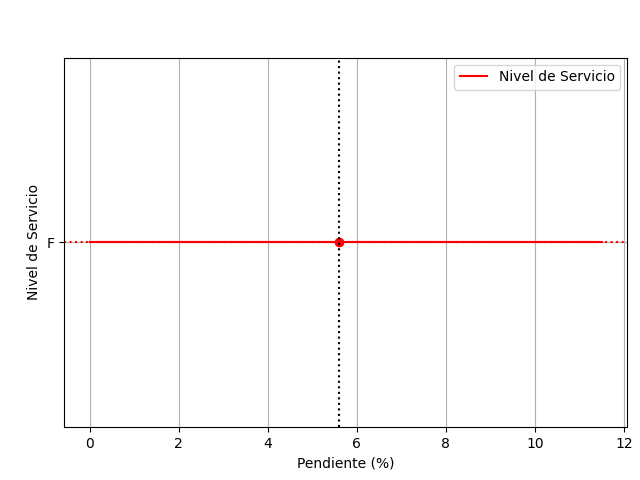 Nivel de Servicio
Nivel de Servicio
F
0 2 4 6 8 10 12
Pendiente (%)